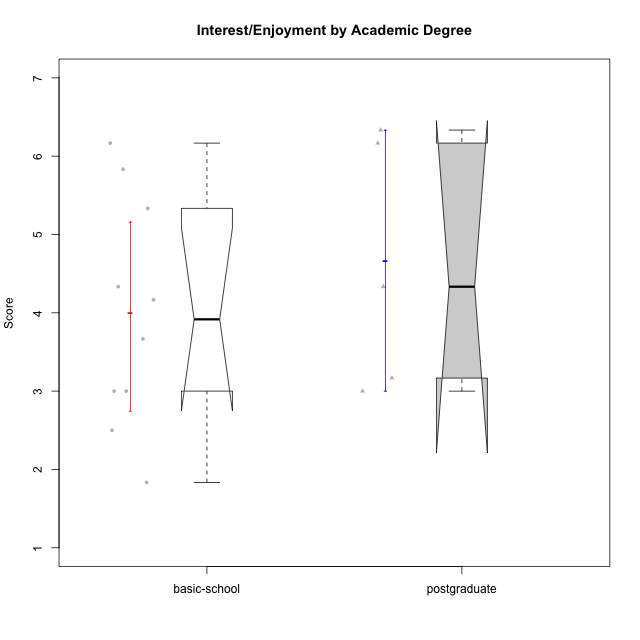 Interest/Enjoyment by Academic Degree
Score
7
6
5
4
3
2
1
basic-school
postgraduate